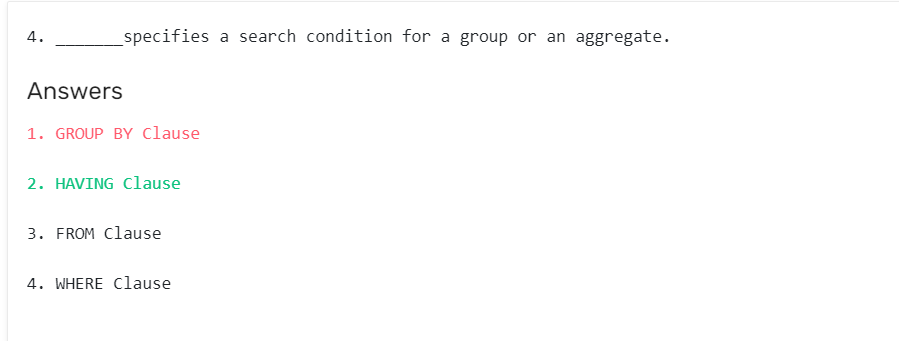 4. _______specifies a search condition for a group or an aggregate.
Answers
1. GROUP BY Clause
2. HAVING Clause
3. FROM Clause
4. WHERE Clause